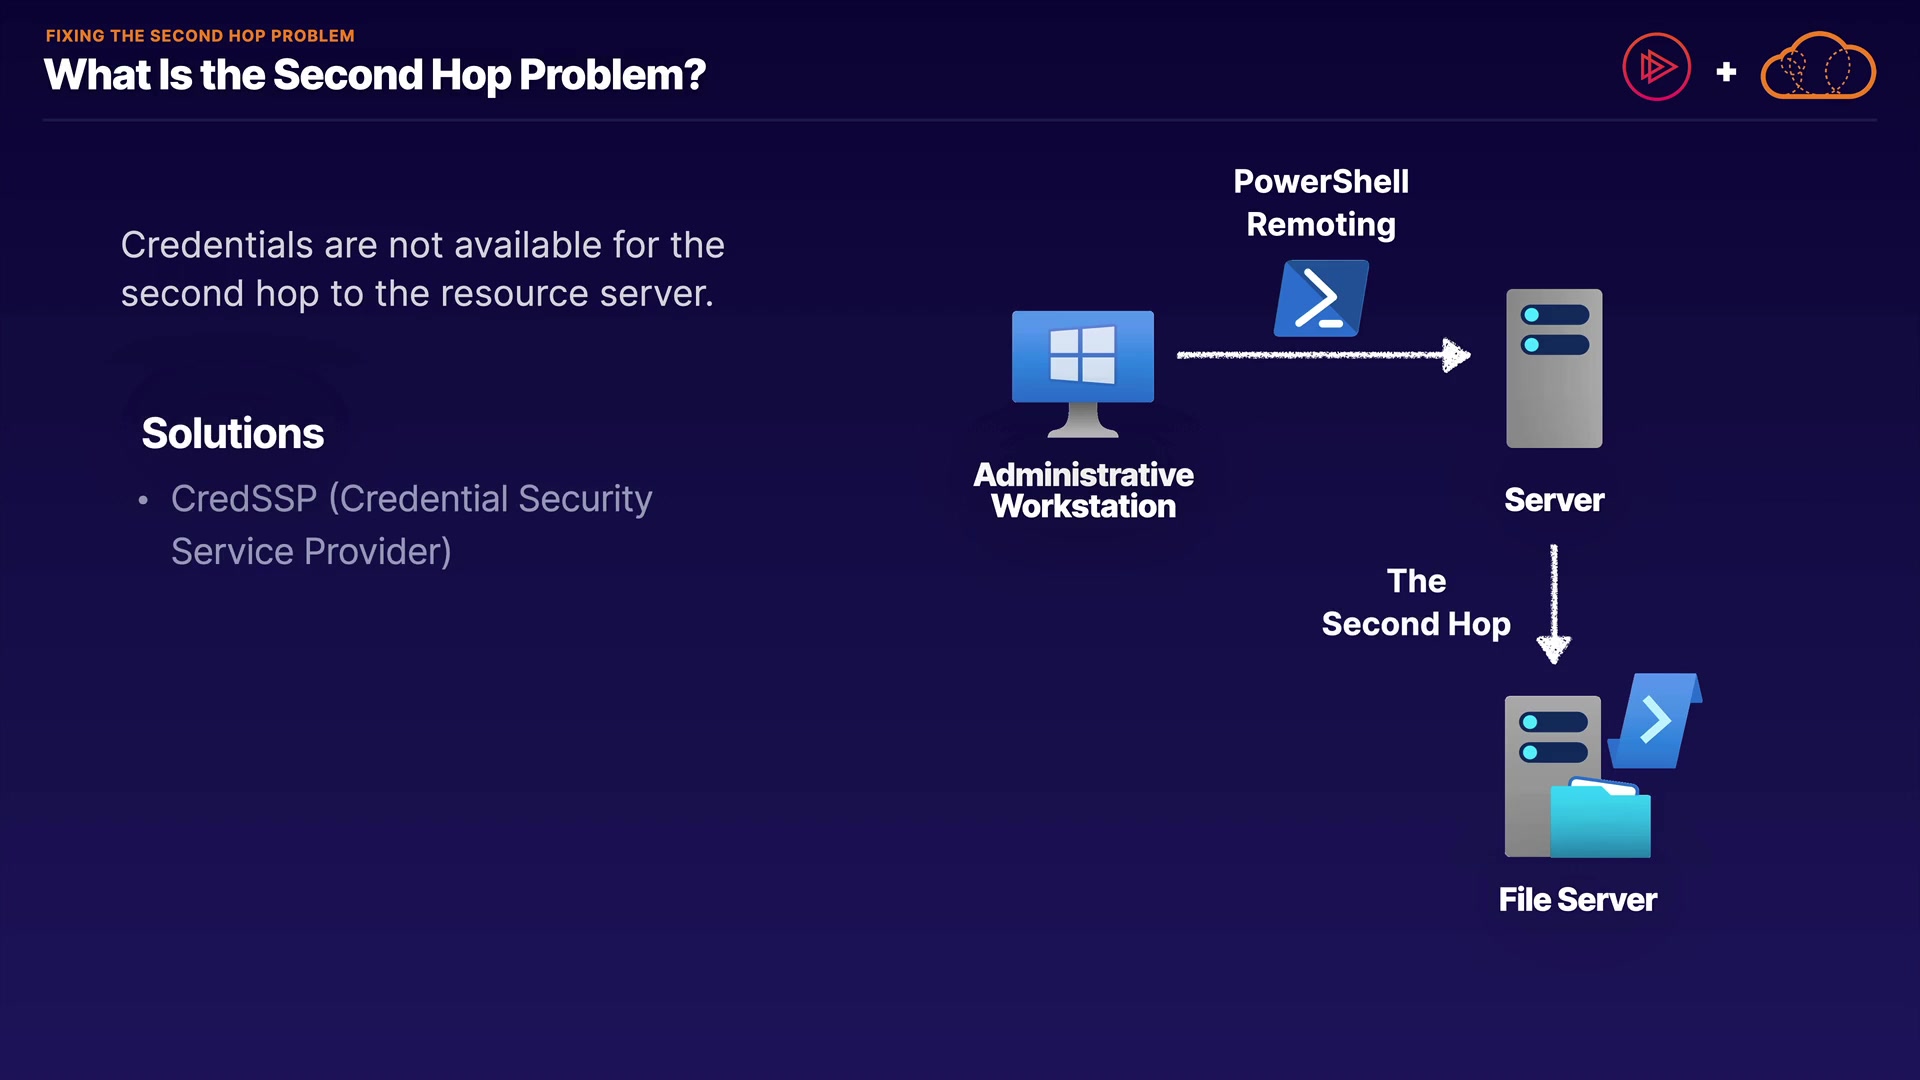 FIXING THE SECOND HOP PROBLEM
What Is the Second Hop Problem?
Credentials are not available for the
second hop to the resource server.
Solutions
• CredSSP (Credential Security
Service Provider)
PowerShell
Remoting
Administrative
Workstation
Server
The
Second Hop
File Server